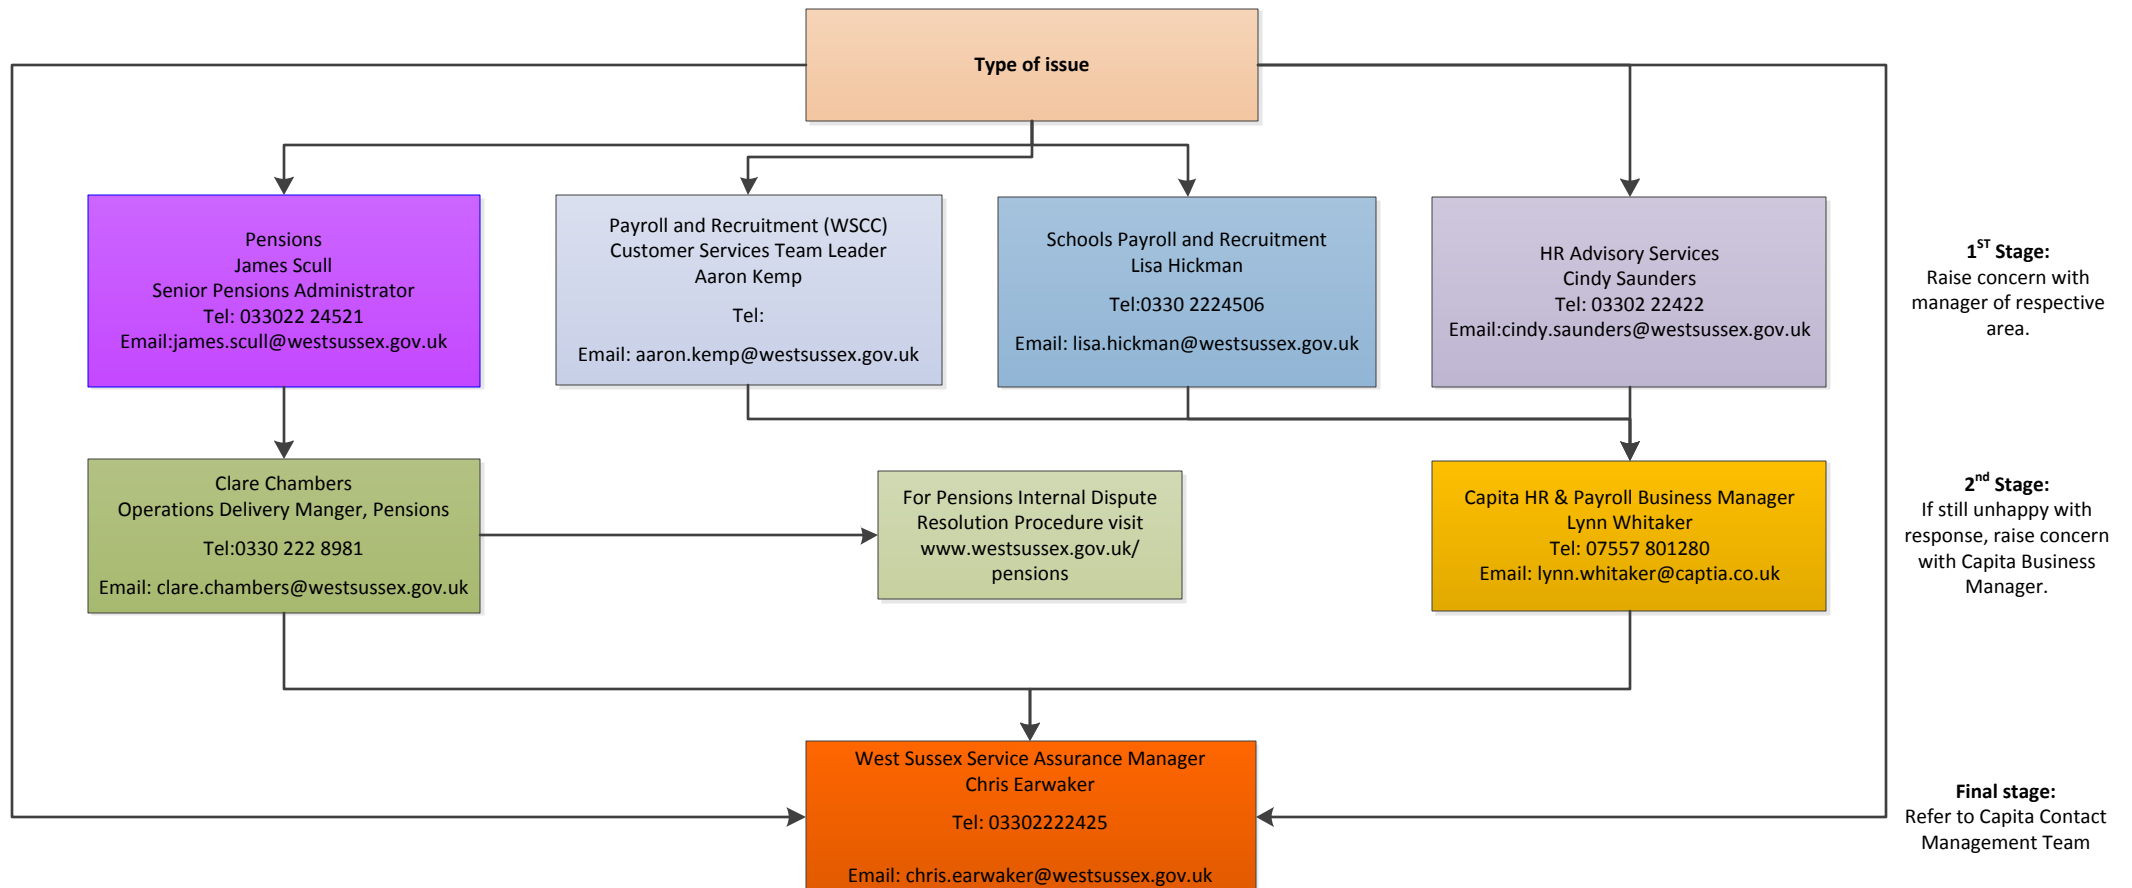 Type of issue
Pensions
James Scull
Senior Pensions Administrator
Tel: 033022 24521
Email:james.scull@westsussex.gov.uk
Payroll and Recruitment (WSCC)
Customer Services Team Leader
Aaron Kemp
Tel:
Email: aaron.kemp@westsussex.gov.uk
Schools Payroll and Recruitment
Lisa Hickman
Tel:0330 2224506
Email: lisa.hickman@westsussex.gov.uk
HR Advisory Services
Cindy Saunders
Tel: 03302 22422
Email:cindy.saunders@westsussex.gov.uk
1ST Stage:
Raise concern with
manager of respective
area.
Clare Chambers
Operations Delivery Manger, Pensions
Tel:0330 222 8981
Email: clare.chambers@westsussex.gov.uk
For Pensions Internal Dispute
Resolution Procedure visit
www.westsussex.gov.uk/
pensions
Capita HR & Payroll Business Manager
Lynn Whitaker
Tel: 07557 801280
Email: lynn.whitaker@captia.co.uk
2nd Stage:
If still unhappy with
response, raise concern
with Capita Business
Manager.
West Sussex Service Assurance Manager
Chris Earwaker
Tel: 03302222425
Email: chris.earwaker@westsussex.gov.uk
Final stage:
Refer to Capita Contact
Management Team